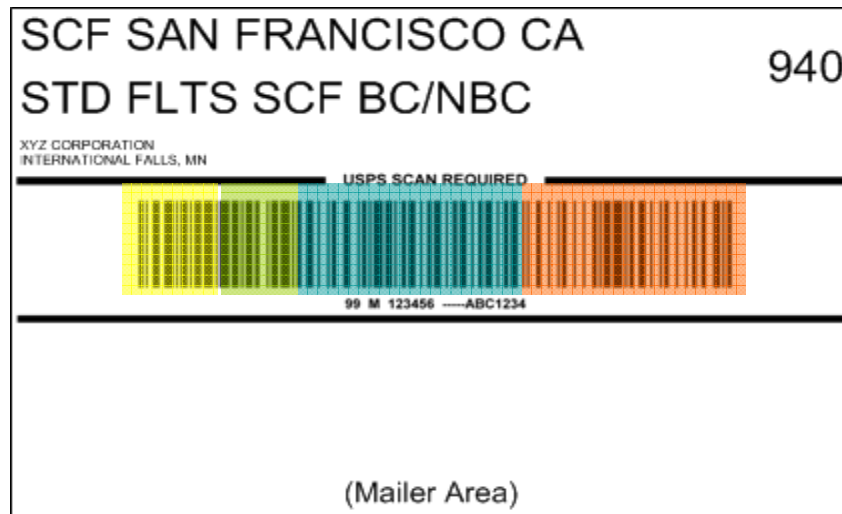 SCF SAN FRANCISCO CA
940
STD FLTS SCF BC/NBC
XYZ CORPORATION
INTERNATIONAL FALLS, MN
USPS SCAN REQUIRED
99 M 123456 -----ABC1234
(Mailer Area)